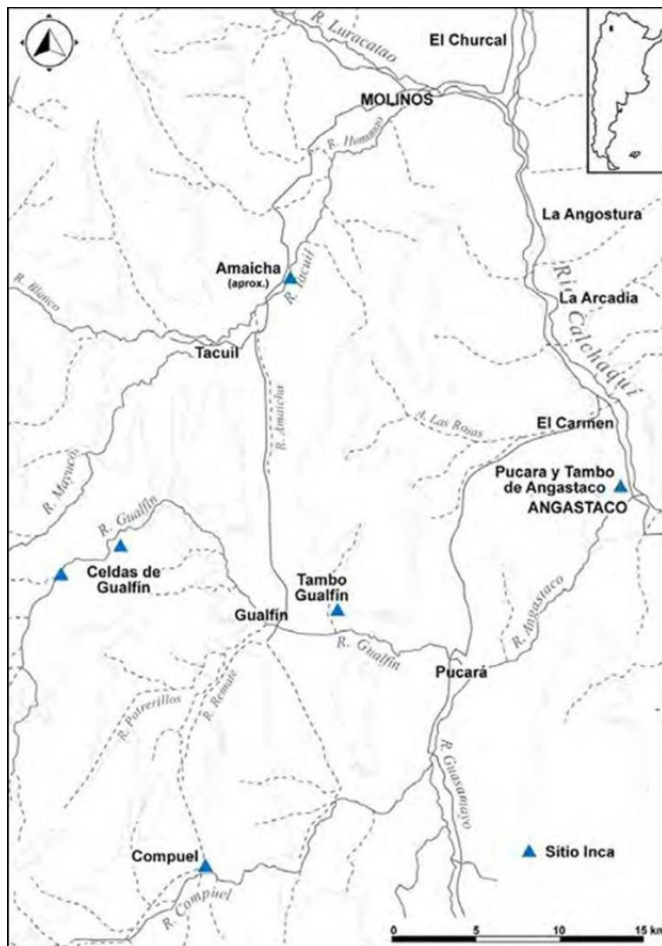 R. Luracatao
El Churcal
MOLINOS
R. Humanao
La Angostura
Amaicha
(aprox.)
R. Tacuil
La Arcadia
Río Calchaquí
R. Blanco
Tacuil
R. Amaicha
A. Las Rosas
El Carmen
R. Mayuco
Pucara y Tambo
de Angastaco
ANGASTACO
R. Gualfín
Celdas de
Gualfín
Tambo
Gualfín
Gualfín
R. Gualfín
R. Angastaco
Pucará
R. Potrerillos
R. Remate
R. Guasamayo
Compuel
R. Compuel
Sitio Inca
0 5 10 15 km